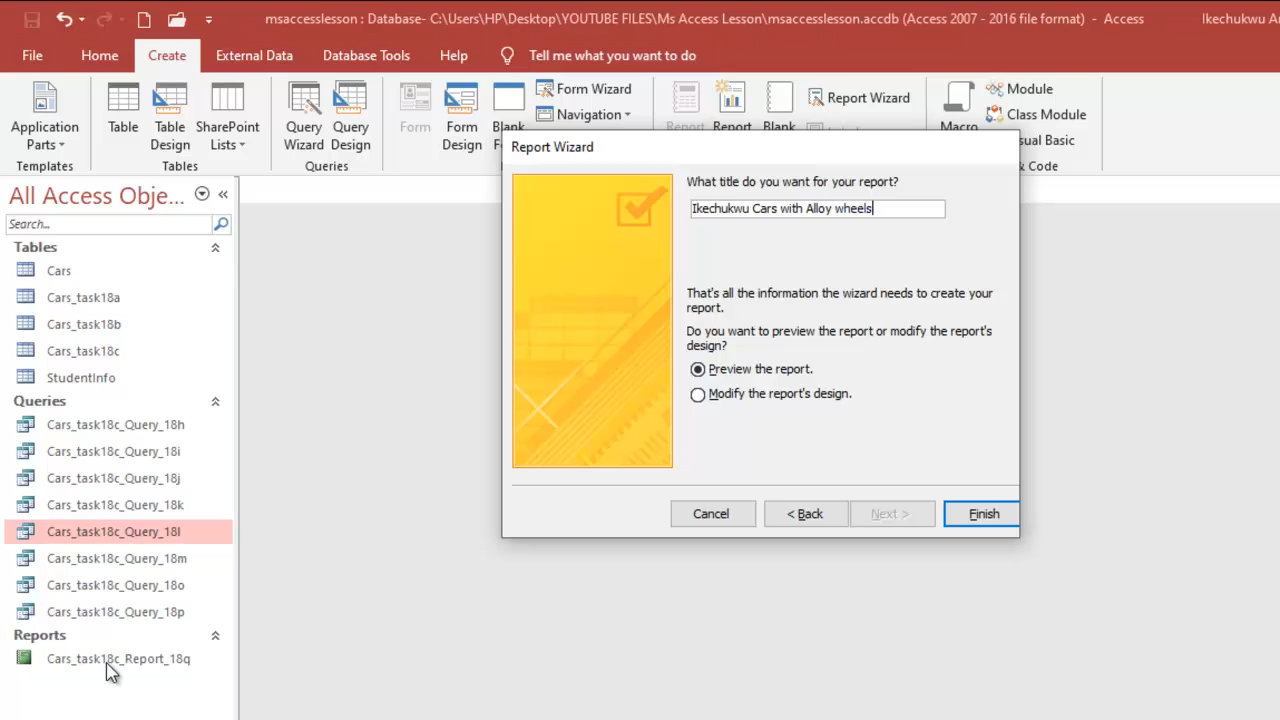 msaccesslesson : Database- C:\Users\HP\Desktop\YOUTUBE FILES\Ms Access Lesson\msaccesslesson.accdb (Access 2007 - 2016 file format) - Access
Ikechukwu
File
Home
Create
External Data
Database Tools
Help
Tell me what you want to do
Application Parts
Table
Table Design
SharePoint Lists
Query Wizard
Query Design
Form
Form Design
Blank
Form Wizard
Navigation
Report
Report
Blank
Report Wizard
Macro
Module
Class Module
Basic
Templates
Tables
Queries
& Code
All Access Obje...
Search...
Tables
Cars
Cars_task18a
Cars_task18b
Cars_task18c
StudentInfo
Queries
Cars_task18c_Query_18h
Cars_task18c_Query_18i
Cars_task18c_Query_18j
Cars_task18c_Query_18k
Cars_task18c_Query_18l
Cars_task18c_Query_18m
Cars_task18c_Query_18o
Cars_task18c_Query_18p
Reports
Cars_task18c_Report_18q
Report Wizard
What title do you want for your report?
Ikechukwu Cars with Alloy wheels
That's all the information the wizard needs to create your
report.
Do you want to preview the report or modify the report's
design?
Preview the report.
Modify the report's design.
Cancel
< Back
Next >
Finish